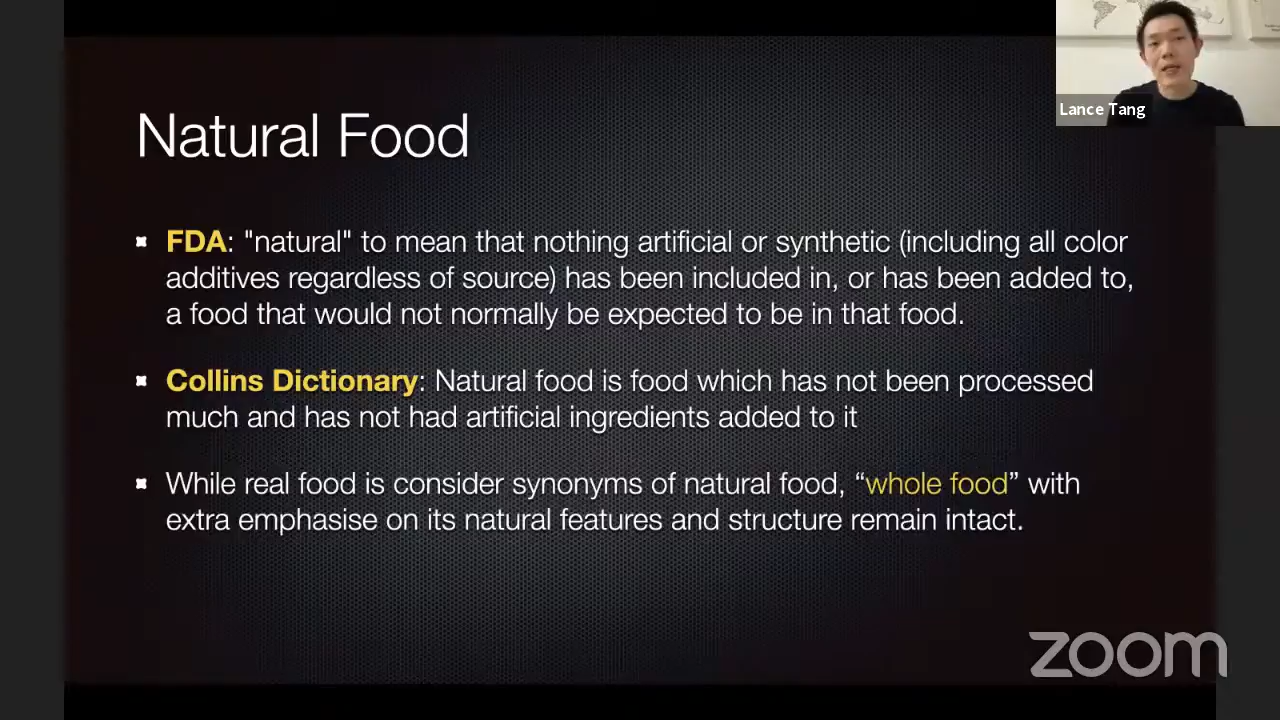 Lance Tang
Natural Food
FDA: "natural" to mean that nothing artificial or synthetic (including all color
additives regardless of source) has been included in, or has been added to,
a food that would not normally be expected to be in that food.
Collins Dictionary: Natural food is food which has not been processed
much and has not had artificial ingredients added to it
While real food is consider synonyms of natural food, “whole food” with
extra emphasise on its natural features and structure remain intact.
zoom